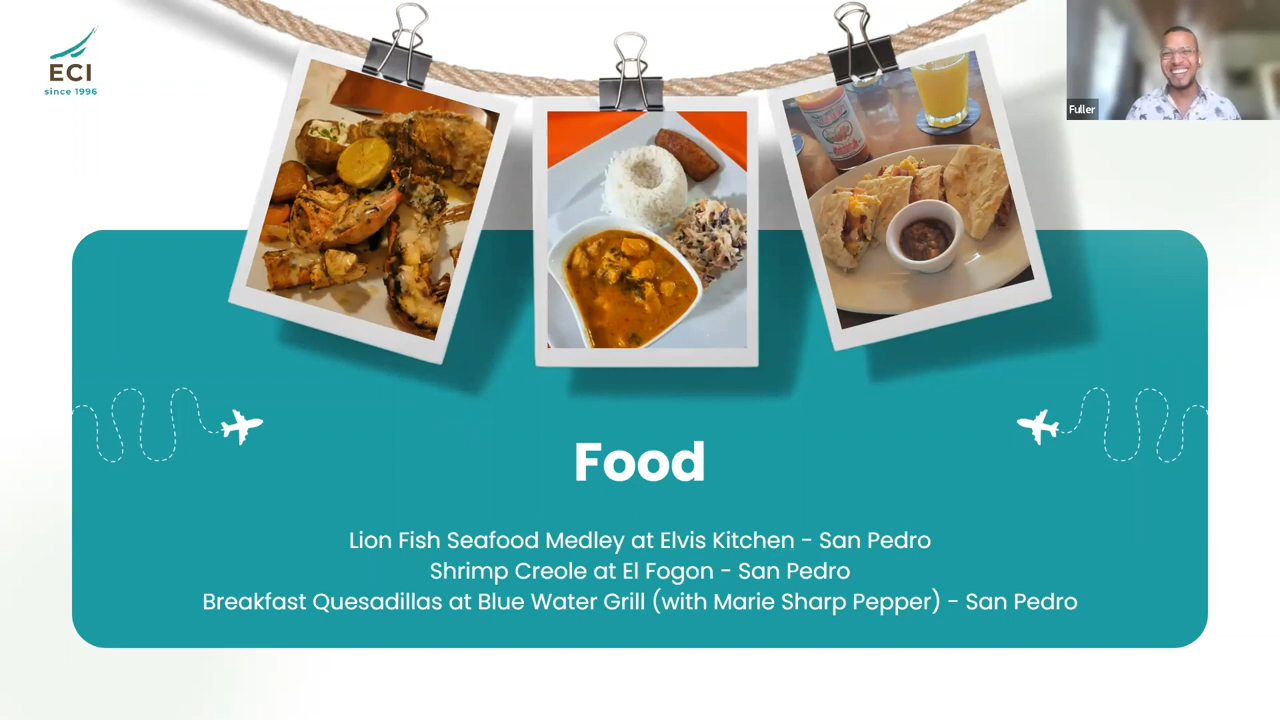 ECI
since 1996
Fuller
Food
Lion Fish Seafood Medley at Elvis Kitchen - San Pedro
Shrimp Creole at El Fogon - San Pedro
Breakfast Quesadillas at Blue Water Grill (with Marie Sharp Pepper) - San Pedro